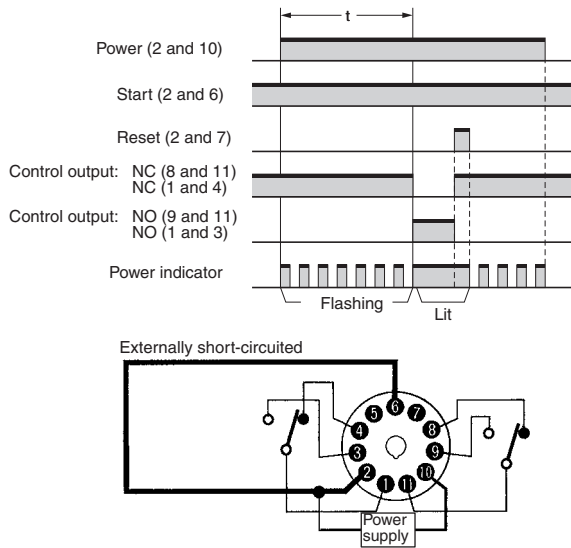 t
Power (2 and 10)
Start (2 and 6)
Reset (2 and 7)
Control output: NC (8 and 11)
NC (1 and 4)
Control output: NO (9 and 11)
NO (1 and 3)
Power indicator
Flashing
Lit
Externally short-circuited
6
5
7
4
8
3
9
2
10
1
11
Power
supply